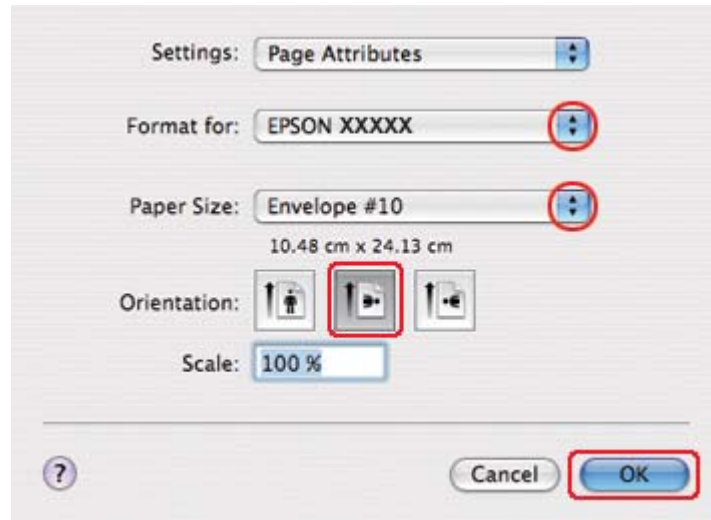 Settings: Page Attributes
Format for: EPSON XXXXX
Paper Size: Envelope #10
10.48 cm x 24.13 cm
Orientation:
Scale: 100 %
? Cancel OK